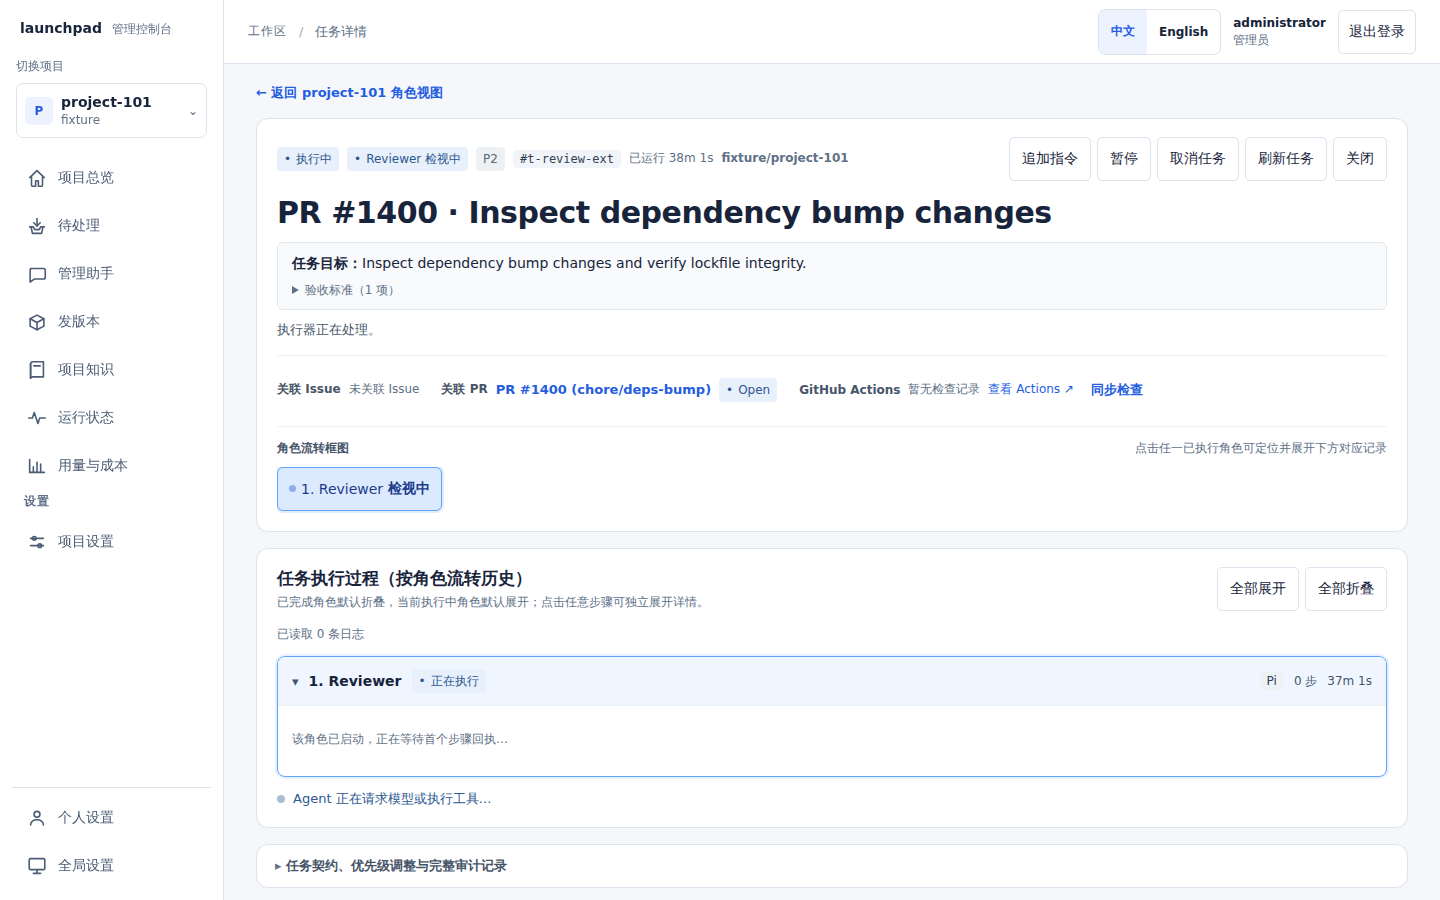 launchpad 管理控制台
切换项目
P
project-101
fixture
项目总览
待处理
管理助手
发版本
项目知识
运行状态
用量与成本
设置
项目设置
个人设置
全局设置
工作区 / 任务详情
中文 English
administrator
管理员
退出登录
← 返回 project-101 角色视图
• 执行中 • Reviewer 检视中 P2 #t-review-ext 已运行 38m 1s fixture/project-101
追加指令 暂停 取消任务 刷新任务 关闭
PR #1400 · Inspect dependency bump changes
任务目标：Inspect dependency bump changes and verify lockfile integrity.
▶ 验收标准（1 项）
执行器正在处理。
关联 Issue 未关联 Issue 关联 PR PR #1400 (chore/deps-bump) • Open GitHub Actions 暂无检查记录 查看 Actions ↗ 同步检查
角色流转框图 点击任一已执行角色可定位并展开下方对应记录
1. Reviewer 检视中
任务执行过程（按角色流转历史）
已完成角色默认折叠，当前执行中角色默认展开；点击任意步骤可独立展开详情。
全部展开 全部折叠
已读取 0 条日志
▾ 1. Reviewer • 正在执行 Pi 0 步 37m 1s
该角色已启动，正在等待首个步骤回执…
Agent 正在请求模型或执行工具…
▸ 任务契约、优先级调整与完整审计记录